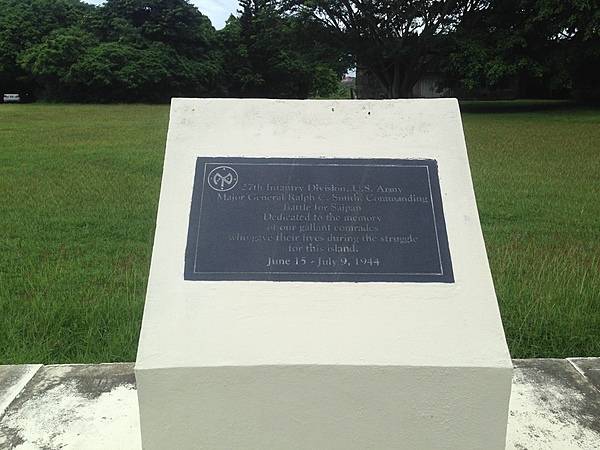 27th Infantry Division, U.S. Army
Major General Ralph C. Smith, Commanding
Battle for Saipan
Dedicated to the memory
of our gallant comrades
who gave their lives during the struggle
for this island.
June 15 - July 9, 1944